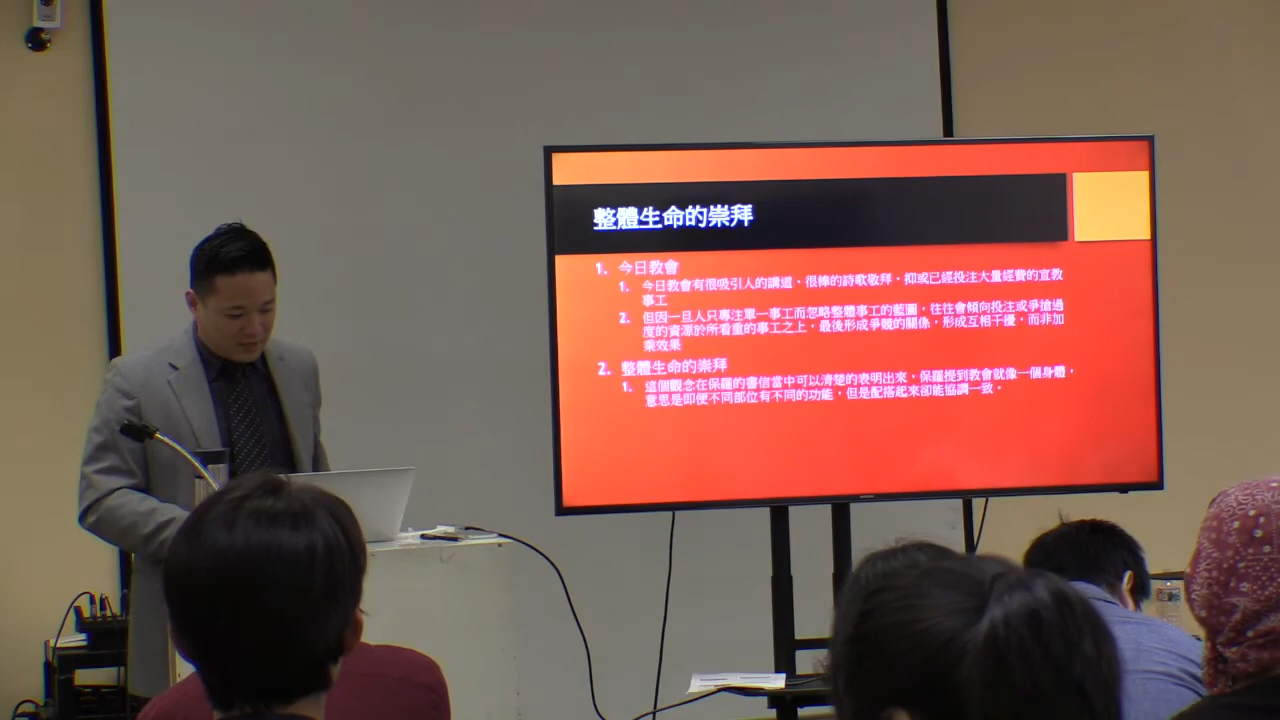 整體生命的崇拜
1. 今日教會
1. 今日教會有很吸引人的講道、很棒的詩歌敬拜、抑或已經投注大量經費的宣教
事工
2. 但因一旦人只專注單一事工而忽略整體事工的藍圖，往往會傾向投注或爭搶過
度的資源於所看重的事工之上，最後形成爭競的關係，形成互相干擾，而非加
乘效果
2. 整體生命的崇拜
1. 這個觀念在保羅的書信當中可以清楚的表明出來，保羅提到教會就像一個身體，
意思是即便不同部位有不同的功能，但是配搭起來卻能協調一致。